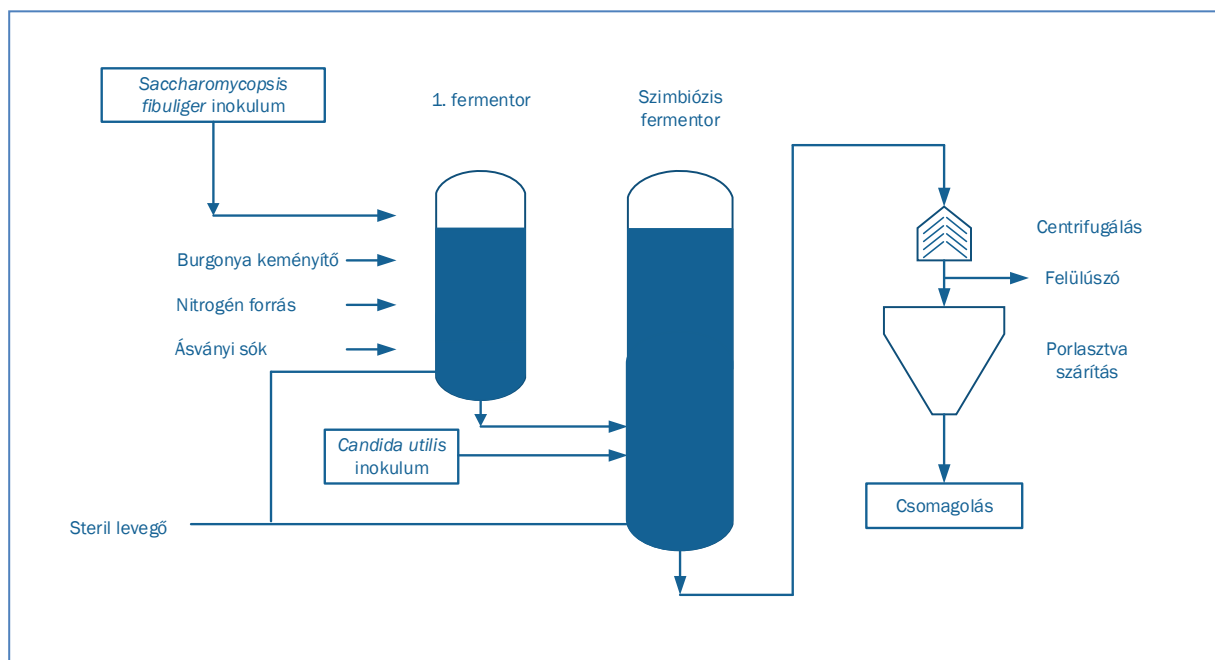 Saccharomycopsis
fibuliger inokulum
1. fermentor
Szimbiózis
fermentor
Burgonya keményítő
Nitrogén forrás
Ásványi sók
Candida utilis
inokulum
Steril levegő
Centrifugálás
Felülúszó
Porlasztva
szárítás
Csomagolás